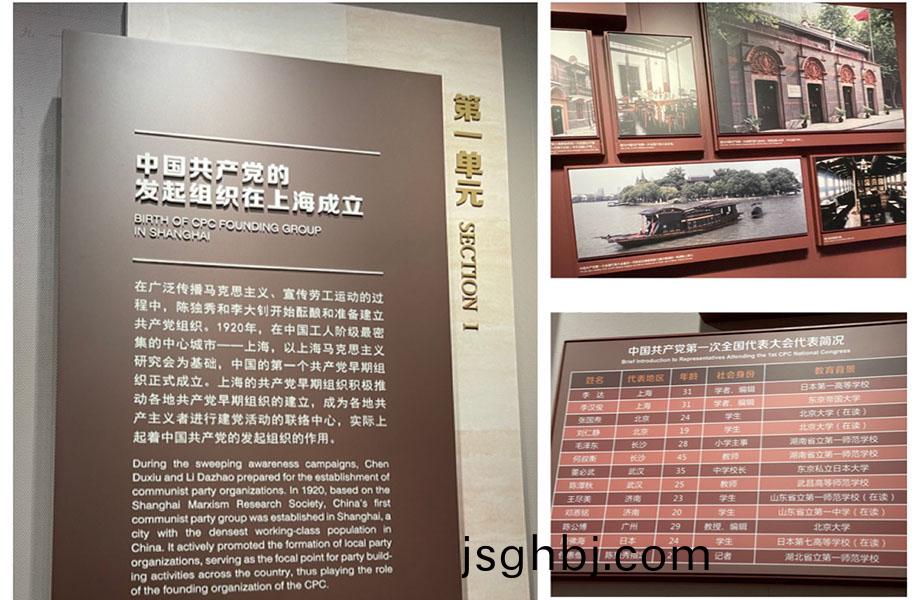 第一单元 SECTION 1
中国共产党的
发起组织在上海成立
BIRTH OF CPC FOUNDING GROUP
IN SHANGHAI
在广泛传播马克思主义、宣传劳工运动的过
程中，陈独秀和李大钊开始酝酿和准备建立
共产党组织。1920年，在中国工人阶级最密
集的中心城市——上海，以上海马克思主义
研究会为基础，中国的第一个共产党早期组
织正式成立。上海的共产党早期组织积极推
动各地共产党早期组织的建立，成为各地共
产主义者进行建党活动的联络中心，实际上
起着中国共产党的发起组织的作用。
During the sweeping awareness campaigns, Chen
Duxiu and Li Dazhao prepared for the establishment of
communist party organizations. In 1920, based on the
Shanghai Marxism Research Society, China's first
communist party group was established in Shanghai, a
city with the densest working-class population in
China. It actively promoted the formation of local party
organizations, serving as the focal point for party build-
ing activities across the country, thus playing the role
of the founding organization of the CPC.
中国共产党第一次全国代表大会代表简况
Brief Introduction to Representatives Attending the 1st CPC National Congress
姓名 代表地区 年龄 社会身份 教育背景
李 达 上海 31 学者、编辑 日本第一高等学校
李汉俊 上海 31 学者、编辑 东京帝国大学
张国焘 北京 24 学生 北京大学（在读）
刘仁静 北京 19 学生 北京大学（在读）
毛泽东 长沙 28 小学主事 湖南省立第一师范学校
何叔衡 长沙 45 教师 湖南省立第一师范学校
董必武 武汉 35 中学校长 东京私立日本大学
陈潭秋 武汉 25 教师 武昌高等师范学校
王尽美 济南 23 学生 山东省立第一师范学校（在读）
邓恩铭 济南 20 学生 山东省立第一中学（在读）
陈公博 广州 29 教授、编辑 北京大学
佛海 日本 24 学生 日本第七高等学校（在读）
记者 湖北省立第一师范学校
jsghbj.com